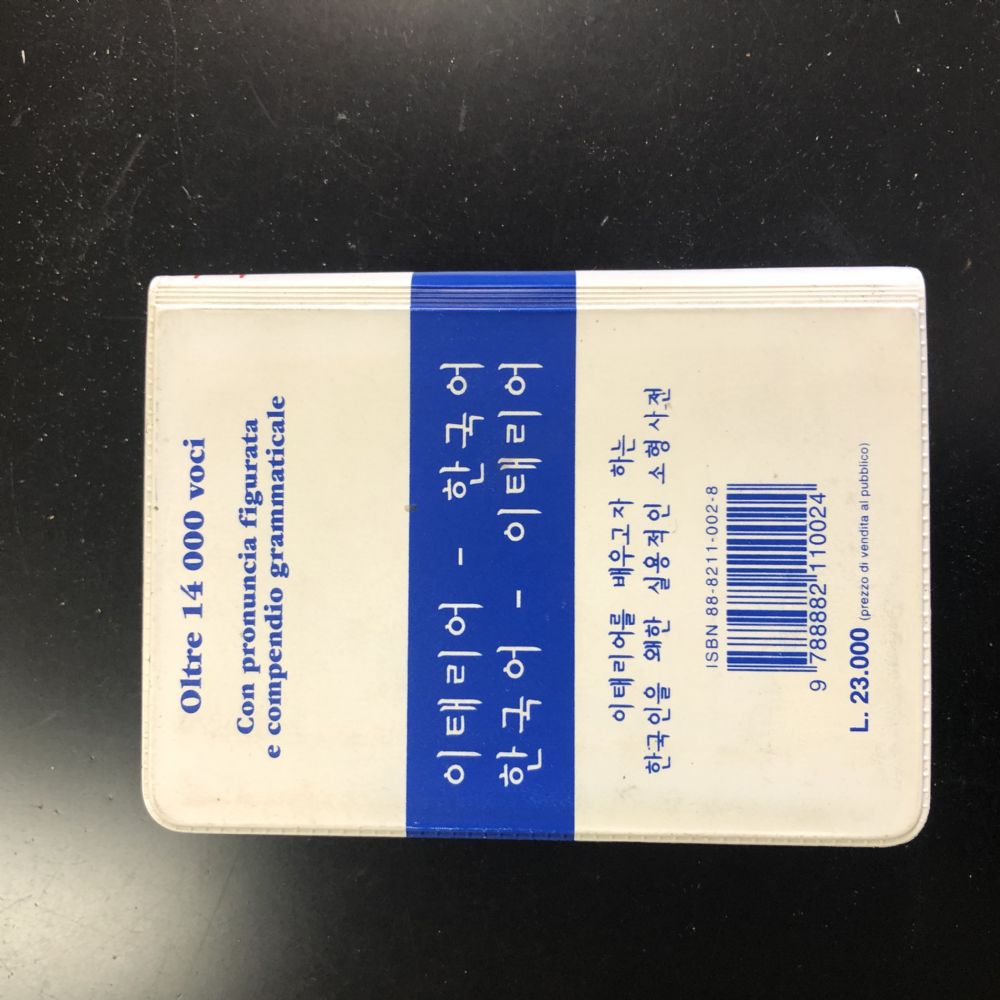 Oltre 14 000 voci
Con pronuncia figurata
e compendio grammaticale
이태리어 - 한국어
한국어 - 이태리어
이태리어를 배우고자 하는
한국인을 왜한 실용적인 소형 사전
ISBN 88-8211-002-8
9 788882 110024
L. 23.000 (prezzo di vendita al pubblico)